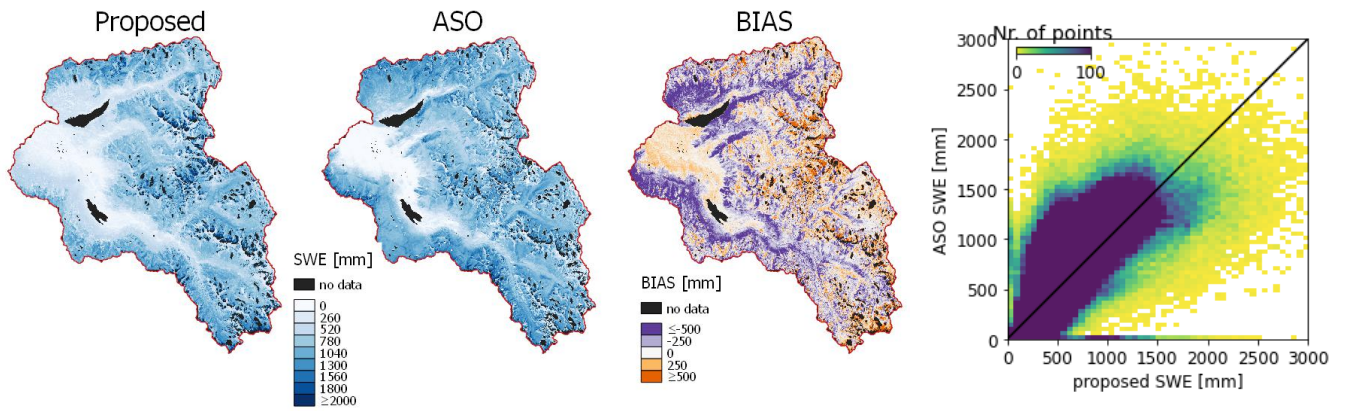 Proposed
ASO
BIAS
SWE [mm]
no data
0
260
520
780
1040
1300
1560
1800
≥2000
BIAS [mm]
no data
≤-500
-250
0
250
≥500
Nr. of points
0 100
3000
2500
2000
1500
1000
500
0
ASO SWE [mm]
0 500 1000 1500 2000 2500 3000
proposed SWE [mm]